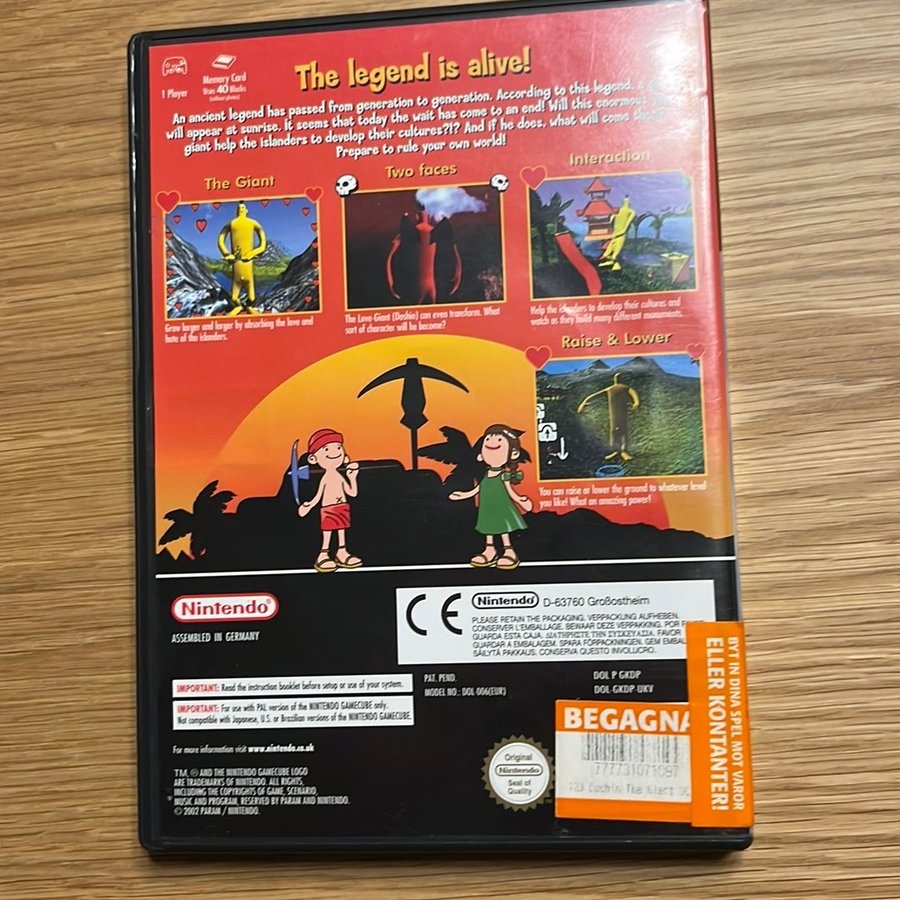 The legend is alive!
1 Player
Memory Card
Uses 40 Blocks
An ancient legend has passed from generation to generation. According to this legend, a
will appear at sunrise. It seems that today the wait has come to an end! Will this enormous
giant help the islanders to develop their cultures?!? And if he does, what will come
Prepare to rule your own world!
The Giant
Two faces
Interaction
Grow larger and larger by absorbing the love and
hate of the islanders.
The Love-Giant (Doshin) can even transform. What
sort of character will he become?
Help the islanders to develop their cultures and
watch as they build many different monuments.
Raise & Lower
You can raise or lower the ground to whatever level
you like! What an amazing power!
Nintendo®
ASSEMBLED IN GERMANY
CE
Nintendo D-63760 Großostheim
PLEASE RETAIN THE PACKAGING. VERPACKUNG AUFHEBEN.
CONSERVER L'EMBALLAGE. BEWAAR DEZE VERPAKKING. POR
GUARDA ESTA CAJA. ΔΙΑΤΗΡΗΣΤΕ ΤΗΝ ΣΥΣΚΕΥΑΣΙΑ. FAVOR
GUARDAR A EMBALAGEM. SPARA FÖRPACKNINGEN. GEM
SÄILYTÄ PAKKAUS. CONSERVA QUESTO INVOLUCRO.
IMPORTANT: Read the instruction booklet before setup or use of your system.
IMPORTANT: For use with PAL version of the NINTENDO GAMECUBE only.
Not compatible with Japanese, U.S. or Brazilian versions of the NINTENDO GAMECUBE.
PAT. PEND.
MODEL NO: DOL-006(EUR)
DOL P GKDP
DOL-GKDP-UKV
For more information visit www.nintendo.co.uk
TM, ® AND THE NINTENDO GAMECUBE LOGO
ARE TRADEMARKS OF NINTENDO. ALL RIGHTS,
INCLUDING THE COPYRIGHTS OF GAME, SCENARIO,
MUSIC AND PROGRAM, RESERVED BY PARAM AND NINTENDO.
© 2002 PARAM / NINTENDO.
Original
Nintendo
Seal of
Quality
BEGAGNA
BYT IN DINA SPEL MOT VAROR
ELLER KONTANTER!